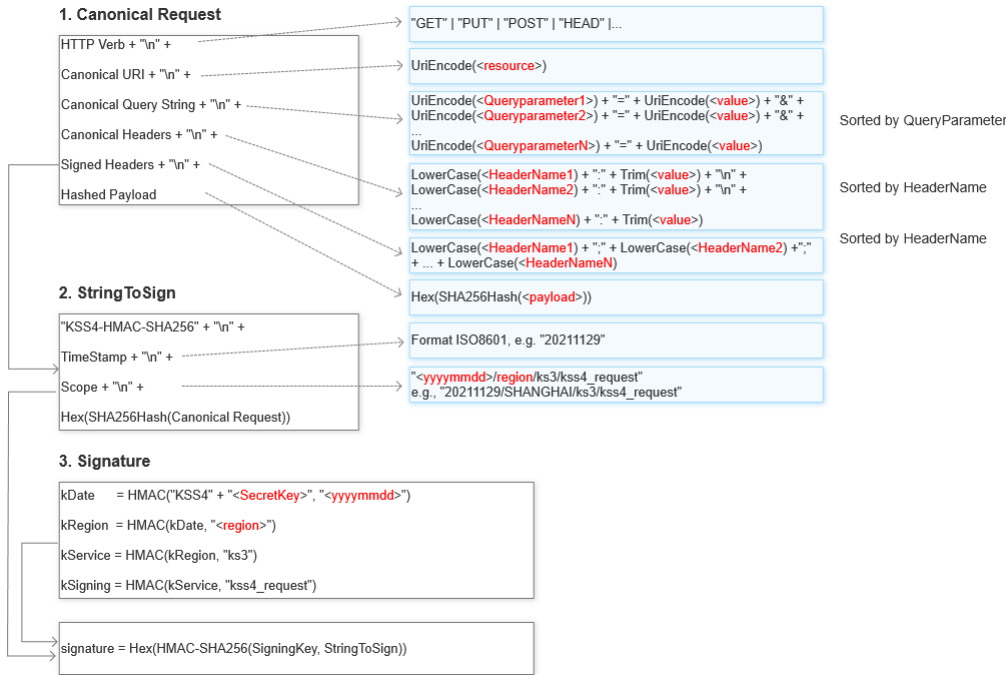 1. Canonical Request
HTTP Verb + "\n" +
Canonical URI + "\n" +
Canonical Query String + "\n" +
Canonical Headers + "\n" +
Signed Headers + "\n" +
Hashed Payload
"GET" | "PUT" | "POST" | "HEAD" |...
UriEncode(<resource>)
UriEncode(<Queryparameter1>) + "=" + UriEncode(<value>) + "&" +
UriEncode(<Queryparameter2>) + "=" + UriEncode(<value>) + "&" +
...
UriEncode(<QueryparameterN>) + "=" + UriEncode(<value>)
Sorted by QueryParameter
LowerCase(<HeaderName1) + ":" + Trim(<value>) + "\n" +
LowerCase(<HeaderName2) + ":" + Trim(<value>) + "\n" +
...
LowerCase(<HeaderNameN) + ":" + Trim(<value>)
Sorted by HeaderName
LowerCase(<HeaderName1) + ";" + LowerCase(<HeaderName2) +";"
+ ... + LowerCase(<HeaderNameN)
Sorted by HeaderName
Hex(SHA256Hash(<payload>))
2. StringToSign
"KSS4-HMAC-SHA256" + "\n" +
TimeStamp + "\n" +
Scope + "\n" +
Hex(SHA256Hash(Canonical Request))
Format ISO8601, e.g. "20211129"
"<yyyymmdd>/region/ks3/kss4_request"
e.g., "20211129/SHANGHAI/ks3/kss4_request"
3. Signature
kDate = HMAC("KSS4" + "<SecretKey>", "<yyyymmdd>")
kRegion = HMAC(kDate, "<region>")
kService = HMAC(kRegion, "ks3")
kSigning = HMAC(kService, "kss4_request")
signature = Hex(HMAC-SHA256(SigningKey, StringToSign))